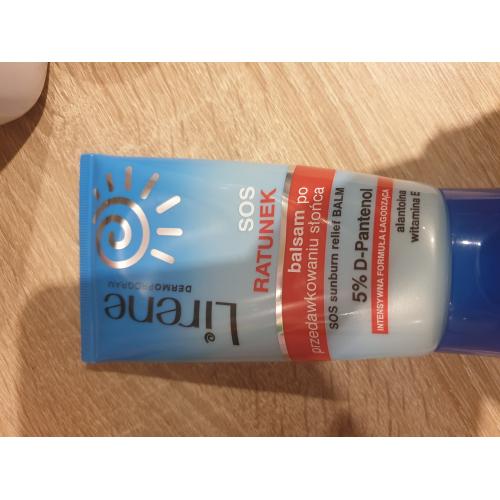 Lirene
DERMOPROGRAM
SOS
RATUNEK
balsam po
przedawkowaniu słońca
SOS sunburn relief BALM
5% D-Pantenol
INTENSYWNA FORMUŁA ŁAGODZĄCA
alantoina
witamina E